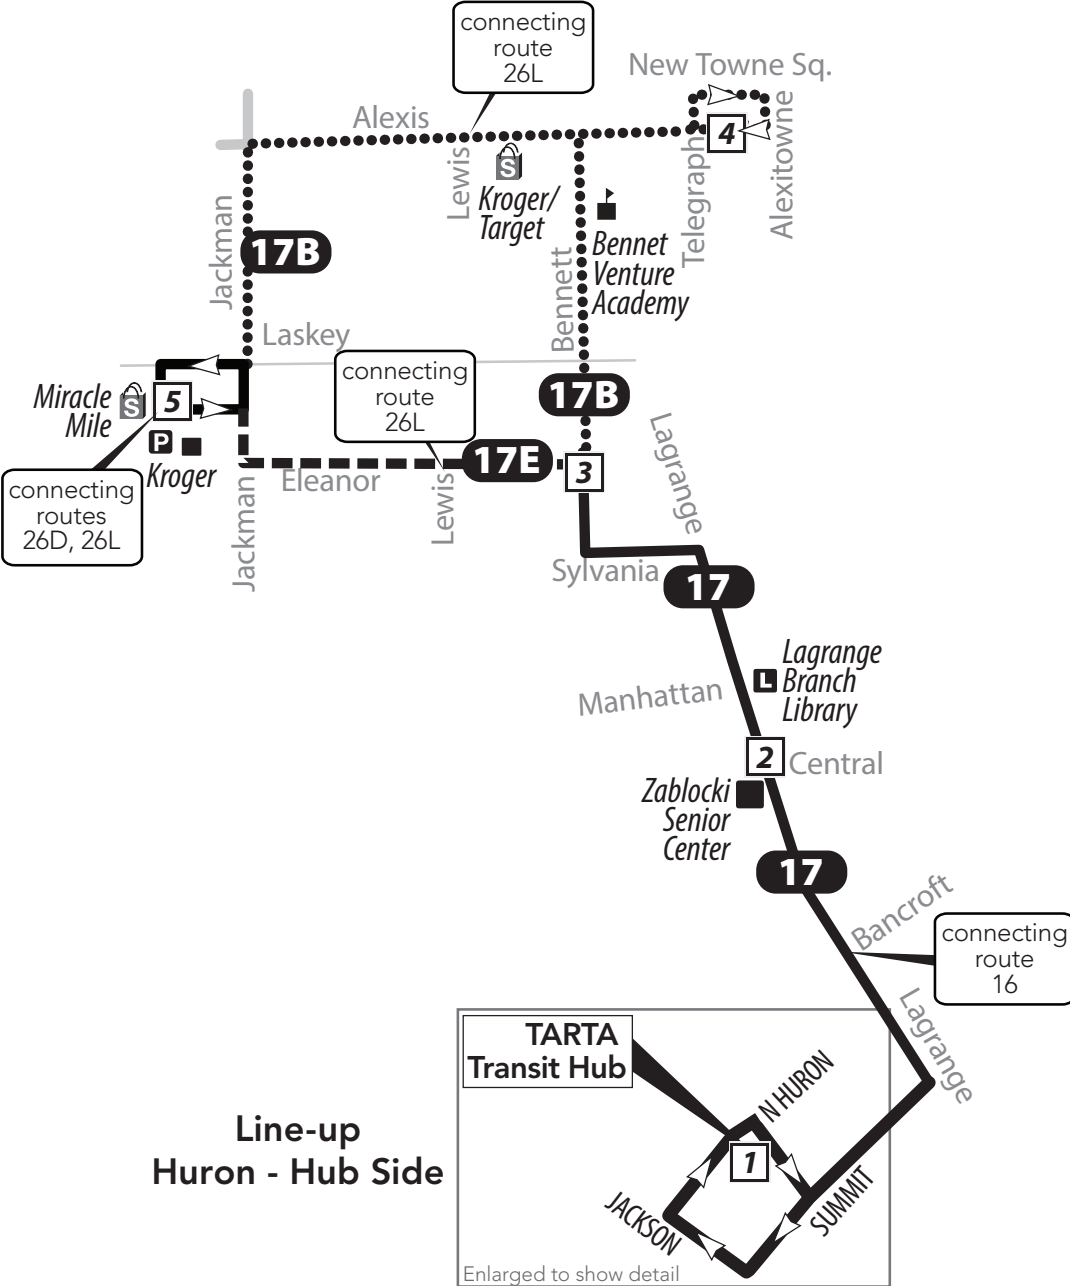 connecting
route
26L
New Towne Sq.
Alexis
4
Telegraph
Alexitowne
Lewis
S
Kroger/
Target
Jackman
17B
Bennett
Bennet
Venture
Academy
Laskey
connecting
route
26L
17B
Miracle
Mile
S
5
P
Kroger
connecting
routes
26D, 26L
Eleanor
17E
3
Jackman
Lewis
Lagrange
Sylvania
17
Lagrange
Branch
Library
L
Manhattan
2
Central
Zablocki
Senior
Center
17
Bancroft
connecting
route
16
Lagrange
TARTA
Transit Hub
N HURON
1
Line-up
Huron - Hub Side
JACKSON
SUMMIT
Enlarged to show detail